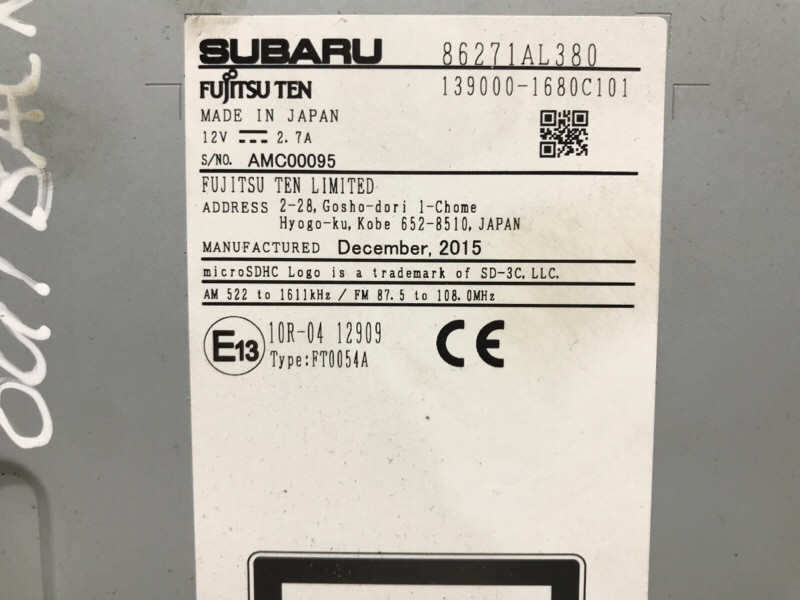 SUBARU 86271AL380
FUJITSU TEN 139000-1680C101
MADE IN JAPAN
12V 2.7A
S/NO. AMC00095
FUJITSU TEN LIMITED
ADDRESS 2-28, Gosho-dori 1-Chome
Hyogo-ku, Kobe 652-8510, JAPAN
MANUFACTURED December, 2015
microSDHC Logo is a trademark of SD-3C, LLC.
AM 522 to 1611kHz / FM 87.5 to 108.0MHz
E13 10R-04 12909
Type:FT0054A
CE
OUTBACK